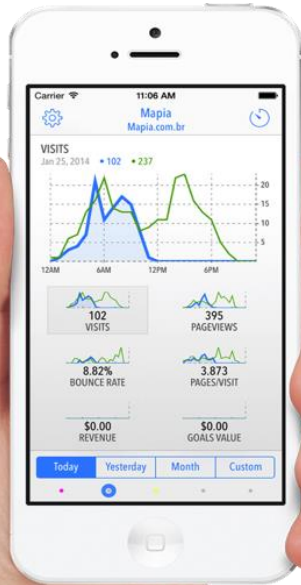 Carrier 11:06 AM
Mapia
Mapia.com.br
VISITS
Jan 25, 2014 • 102 • 237
20
15
10
5
12AM 6AM 12PM 6PM
102 395
VISITS PAGEVIEWS
8.82% 3.873
BOUNCE RATE PAGES/VISIT
$0.00 $0.00
REVENUE GOALS VALUE
Today Yesterday Month Custom